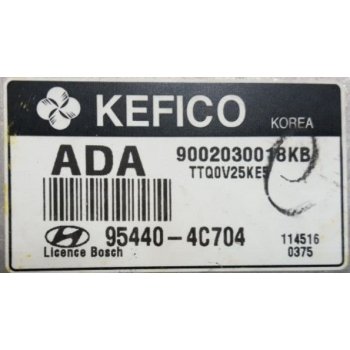 KEFICO
KOREA
ADA
9002030018KB
TTQ0V25KE5
95440-4C704
114516
Licence Bosch
0375